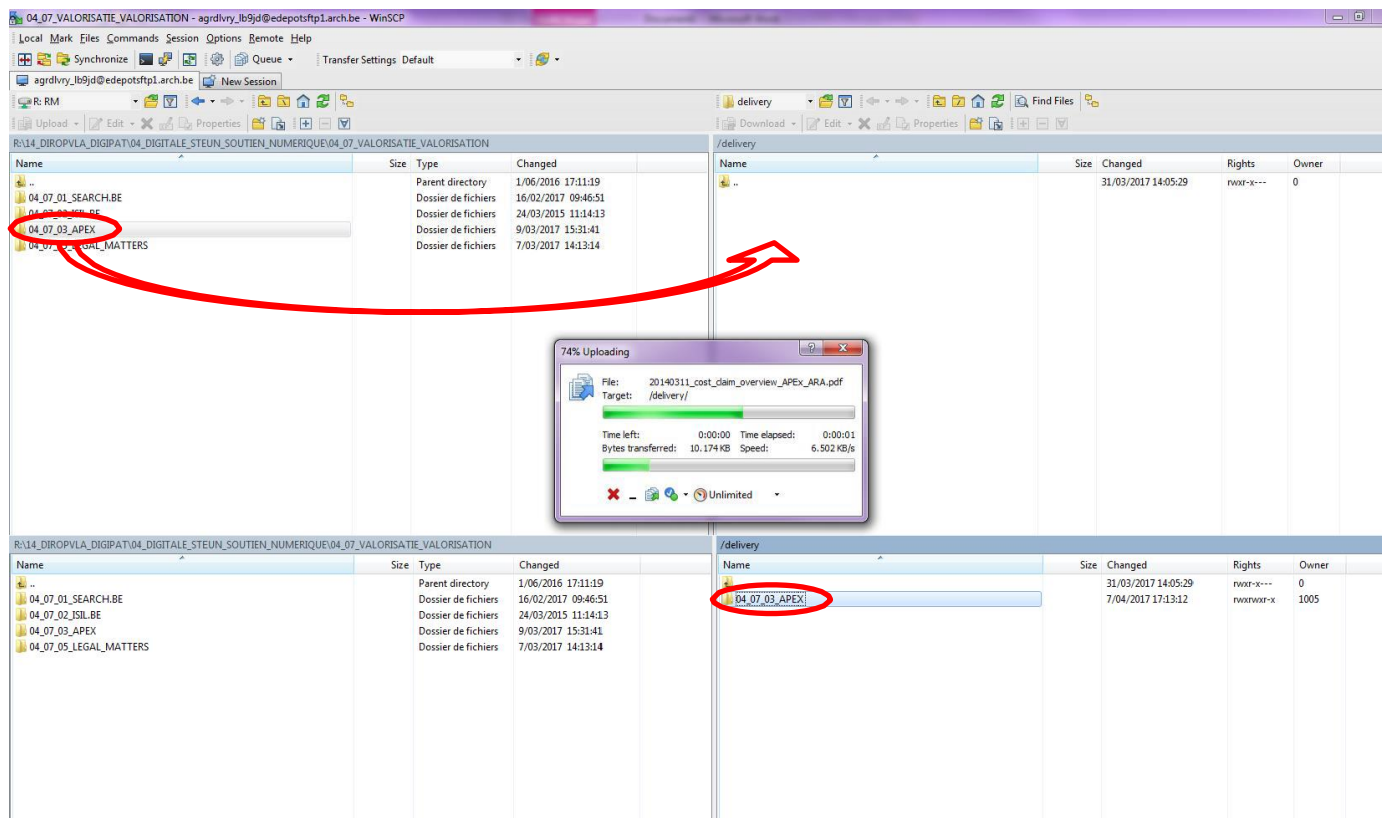 04_07_VALORISATIE_VALORISATION - agrdlvry_lb9jd@edepotsftp1.arch.be - WinSCP
Local Mark Files Commands Session Options Remote Help
Synchronize Queue Transfer Settings Default
agrdlvry_lb9jd@edepotsftp1.arch.be New Session
R: RM delivery Find Files
Upload Edit Properties Download Edit Properties
R:\14_DIROPVLA_DIGIPAT\04_DIGITALE_STEUN_SOUTIEN_NUMERIQUE\04_07_VALORISATIE_VALORISATION /delivery
Name Size Type Changed Name Size Changed Rights Owner
.. Parent directory 1/06/2016 17:11:19 .. 31/03/2017 14:05:29 rwxr-x--- 0
04_07_01_SEARCH.BE Dossier de fichiers 16/02/2017 09:46:51
04_07_02_ISIL.BE Dossier de fichiers 24/03/2015 11:14:13
04_07_03_APEX Dossier de fichiers 9/03/2017 15:31:41
04_07_05_LEGAL_MATTERS Dossier de fichiers 7/03/2017 14:13:14
74% Uploading
File: 20140311_cost_claim_overview_APEx_ARA.pdf
Target: /delivery/
Time left: 0:00:00 Time elapsed: 0:00:01
Bytes transferred: 10.174 KB Speed: 6.502 KB/s
Unlimited
R:\14_DIROPVLA_DIGIPAT\04_DIGITALE_STEUN_SOUTIEN_NUMERIQUE\04_07_VALORISATIE_VALORISATION /delivery
Name Size Type Changed Name Size Changed Rights Owner
.. Parent directory 1/06/2016 17:11:19 31/03/2017 14:05:29 rwxr-x--- 0
04_07_01_SEARCH.BE Dossier de fichiers 16/02/2017 09:46:51 04_07_03_APEX 7/04/2017 17:13:12 rwxrwxr-x 1005
04_07_02_ISIL.BE Dossier de fichiers 24/03/2015 11:14:13
04_07_03_APEX Dossier de fichiers 9/03/2017 15:31:41
04_07_05_LEGAL_MATTERS Dossier de fichiers 7/03/2017 14:13:14